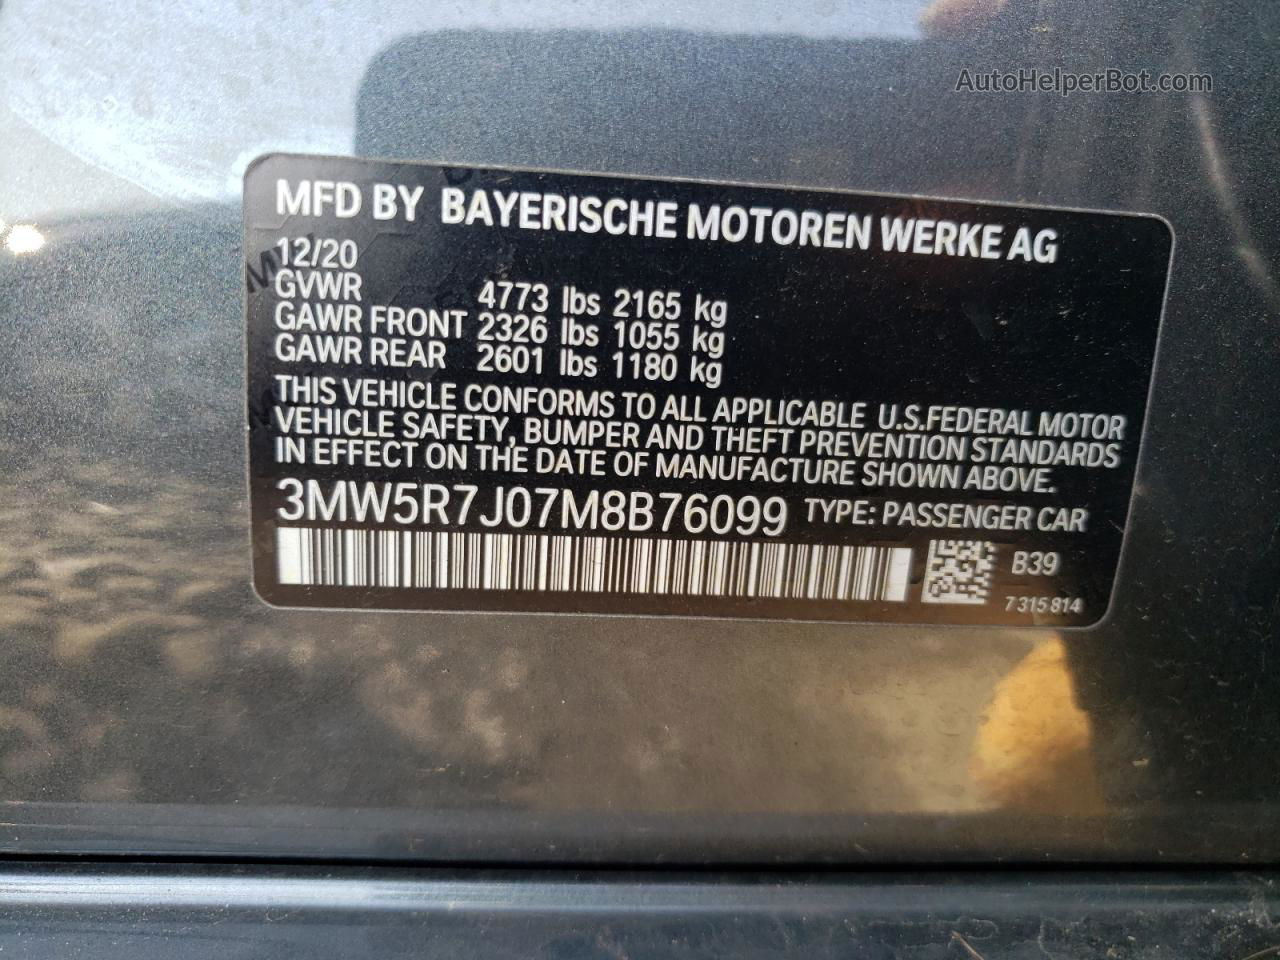 AutoHelperBot.com
MFD BY BAYERISCHE MOTOREN WERKE AG
12/20
GVWR 4773 lbs 2165 kg
GAWR FRONT 2326 lbs 1055 kg
GAWR REAR 2601 lbs 1180 kg
THIS VEHICLE CONFORMS TO ALL APPLICABLE U.S.FEDERAL MOTOR
VEHICLE SAFETY, BUMPER AND THEFT PREVENTION STANDARDS
IN EFFECT ON THE DATE OF MANUFACTURE SHOWN ABOVE.
3MW5R7J07M8B76099 TYPE: PASSENGER CAR
B39
7 315 814